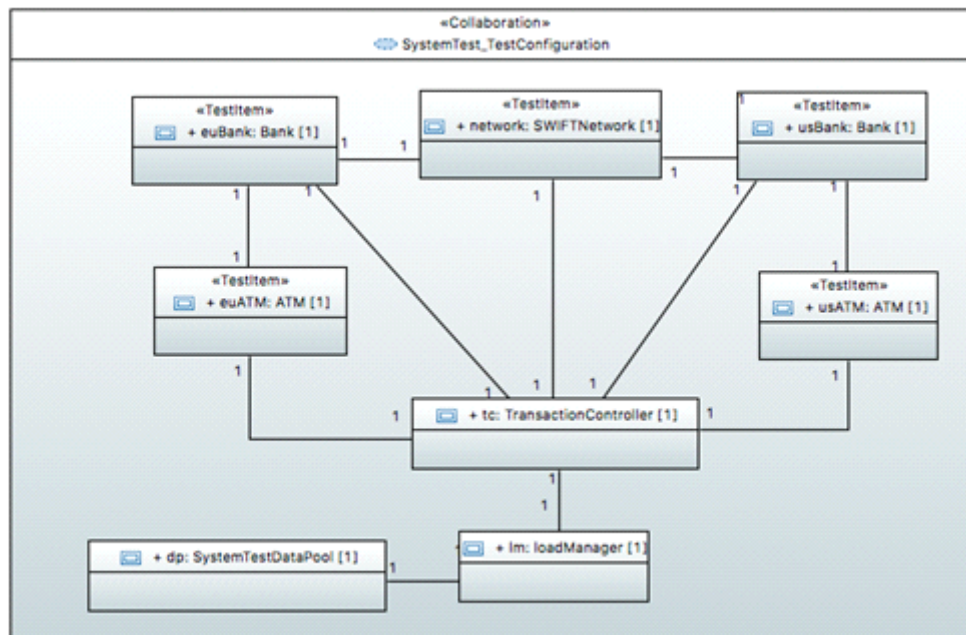 «Collaboration»
SystemTest_TestConfiguration
«TestItem»
+ euBank: Bank [1]
«TestItem»
+ network: SWIFTNetwork [1]
«TestItem»
+ usBank: Bank [1]
1
1
1
1
1
1
1
1
1
1
1
«TestItem»
+ euATM: ATM [1]
«TestItem»
+ usATM: ATM [1]
1
1
1
1
1
1
1
+ tc: TransactionController [1]
1
1
+ lm: loadManager [1]
+ dp: SystemTestDataPool [1]
1